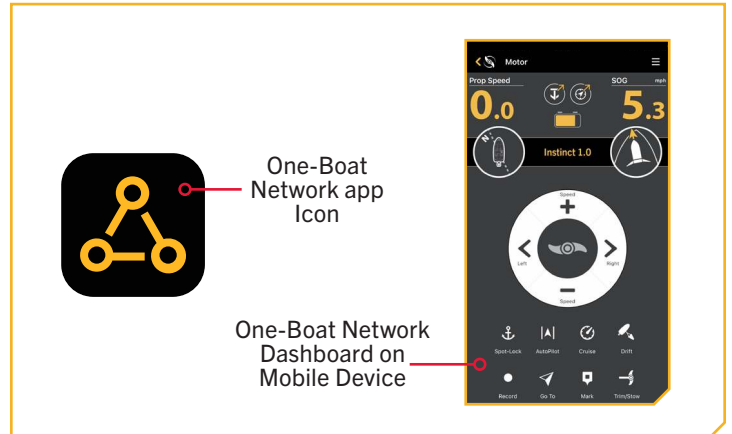 One-Boat
Network app
Icon
One-Boat Network
Dashboard on
Mobile Device
Motor
Prop Speed
SOG mph
0.0
5.3
N
Instinct 1.0
Speed
+
Left
Right
Speed
Spot-Lock AutoPilot Cruise Drift
Record Go To Mark Trim/Stow